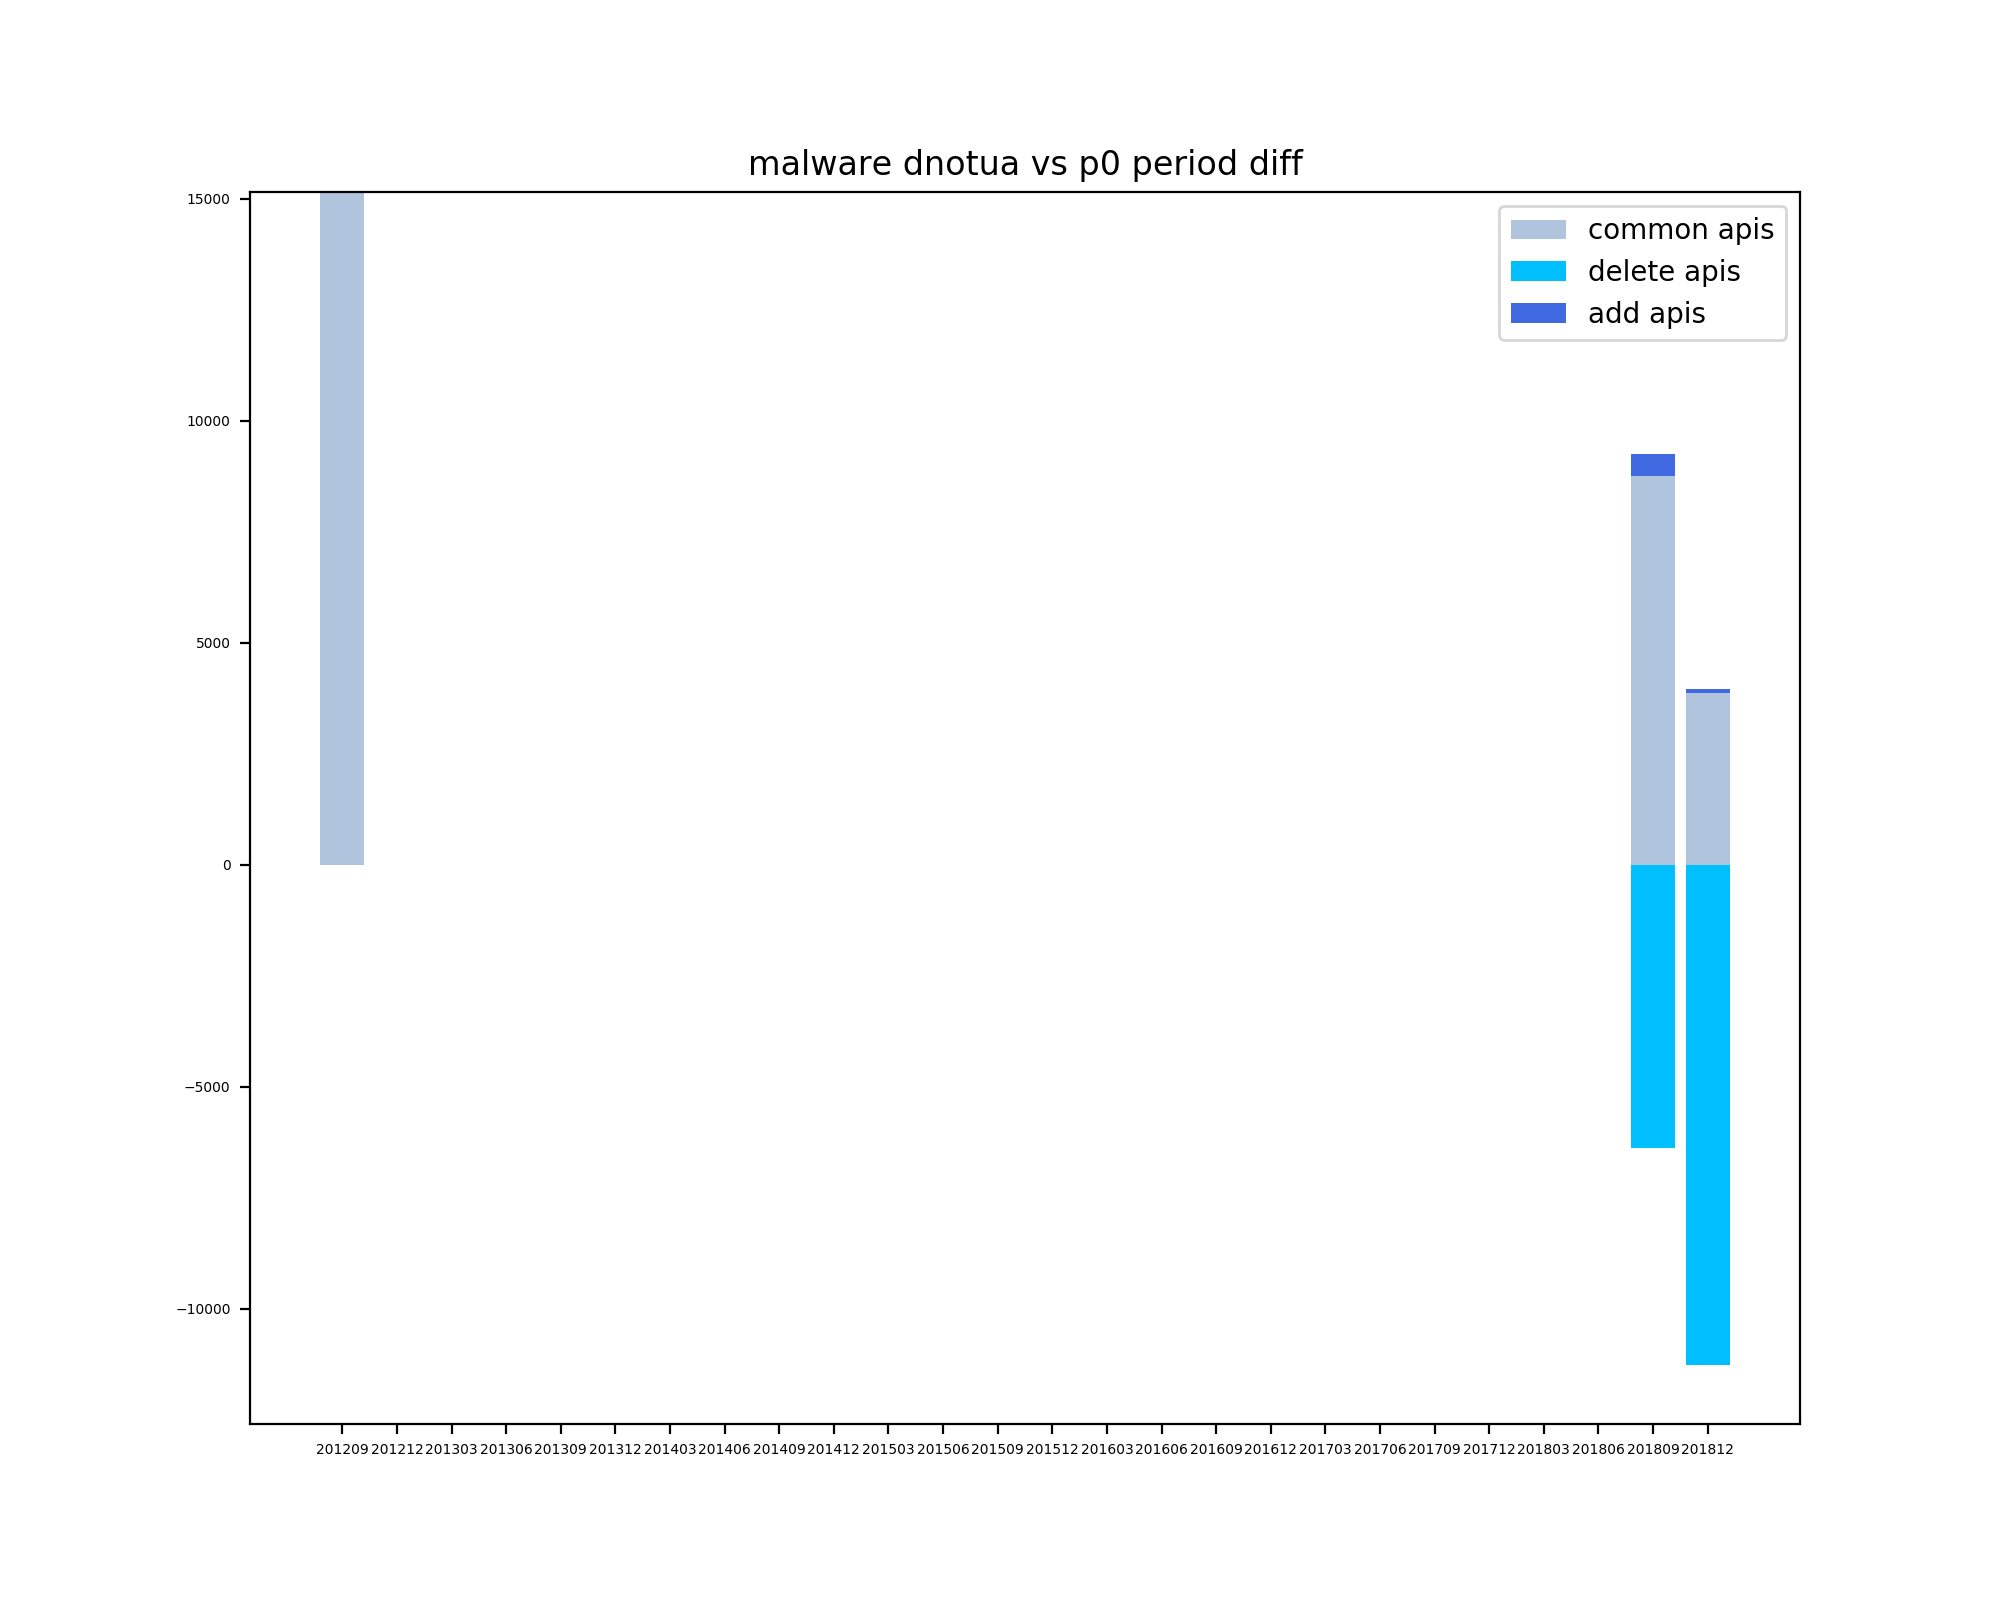 malware dnotua vs p0 period diff
common apis
delete apis
add apis
15000
10000
5000
0
−5000
−10000
201209 201212 201303 201306 201309 201312 201403 201406 201409 201412 201503 201506 201509 201512 201603 201606 201609 201612 201703 201706 201709 201712 201803 201806 201809 201812